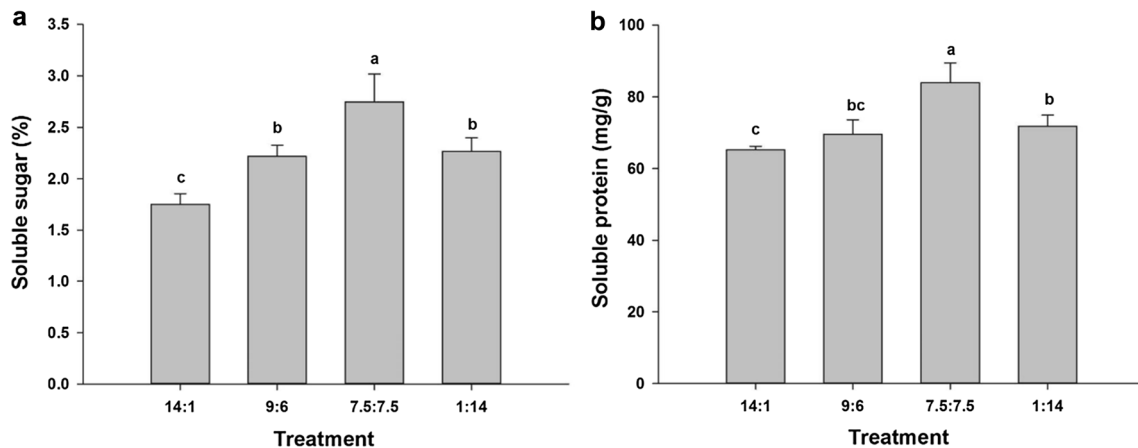 a
3.5
3.0
2.5
2.0
1.5
1.0
0.5
0.0
Soluble sugar (%)
c
b
a
b
14:1 9:6 7.5:7.5 1:14
Treatment
b
100
80
60
40
20
0
Soluble protein (mg/g)
c
bc
a
b
14:1 9:6 7.5:7.5 1:14
Treatment